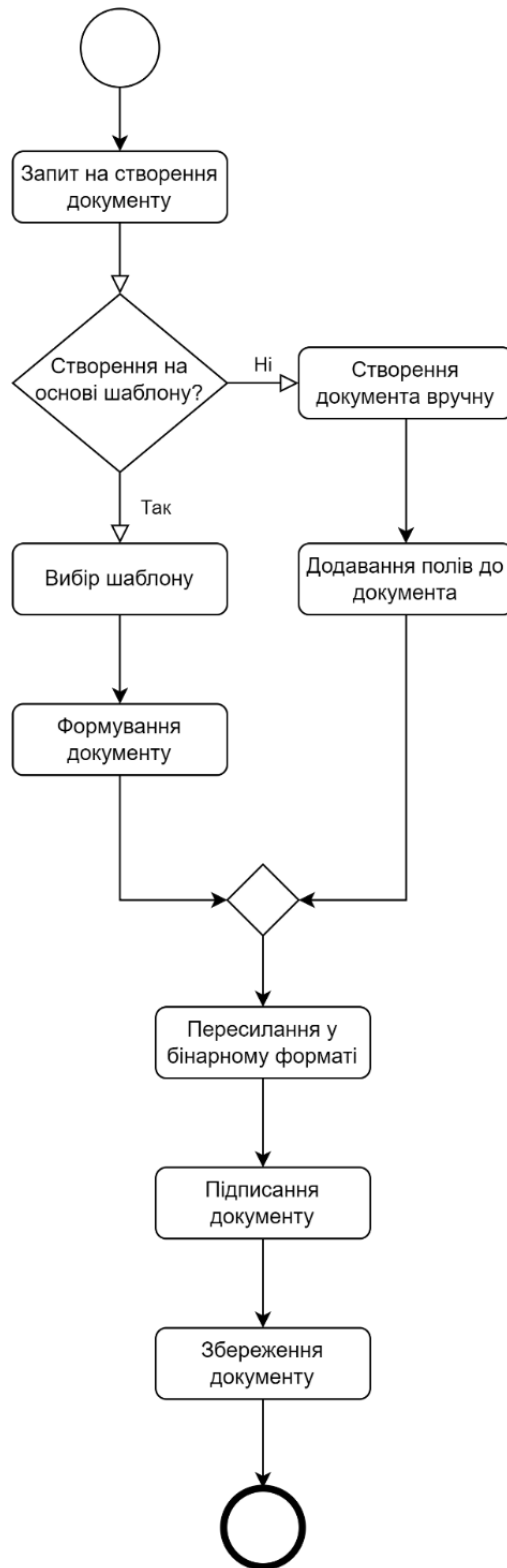 Запит на створення
документу
Створення на
основі шаблону?
Ні
Створення
документа вручну
Так
Вибір шаблону
Додавання полів до
документа
Формування
документу
Пересилання у
бінарному форматі
Підписання
документу
Збереження
документу